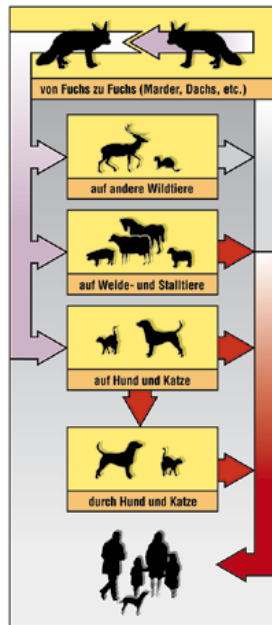 von Fuchs zu Fuchs (Marder, Dachs, etc.)
auf andere Wildtiere
auf Weide- und Stalltiere
auf Hund und Katze
durch Hund und Katze